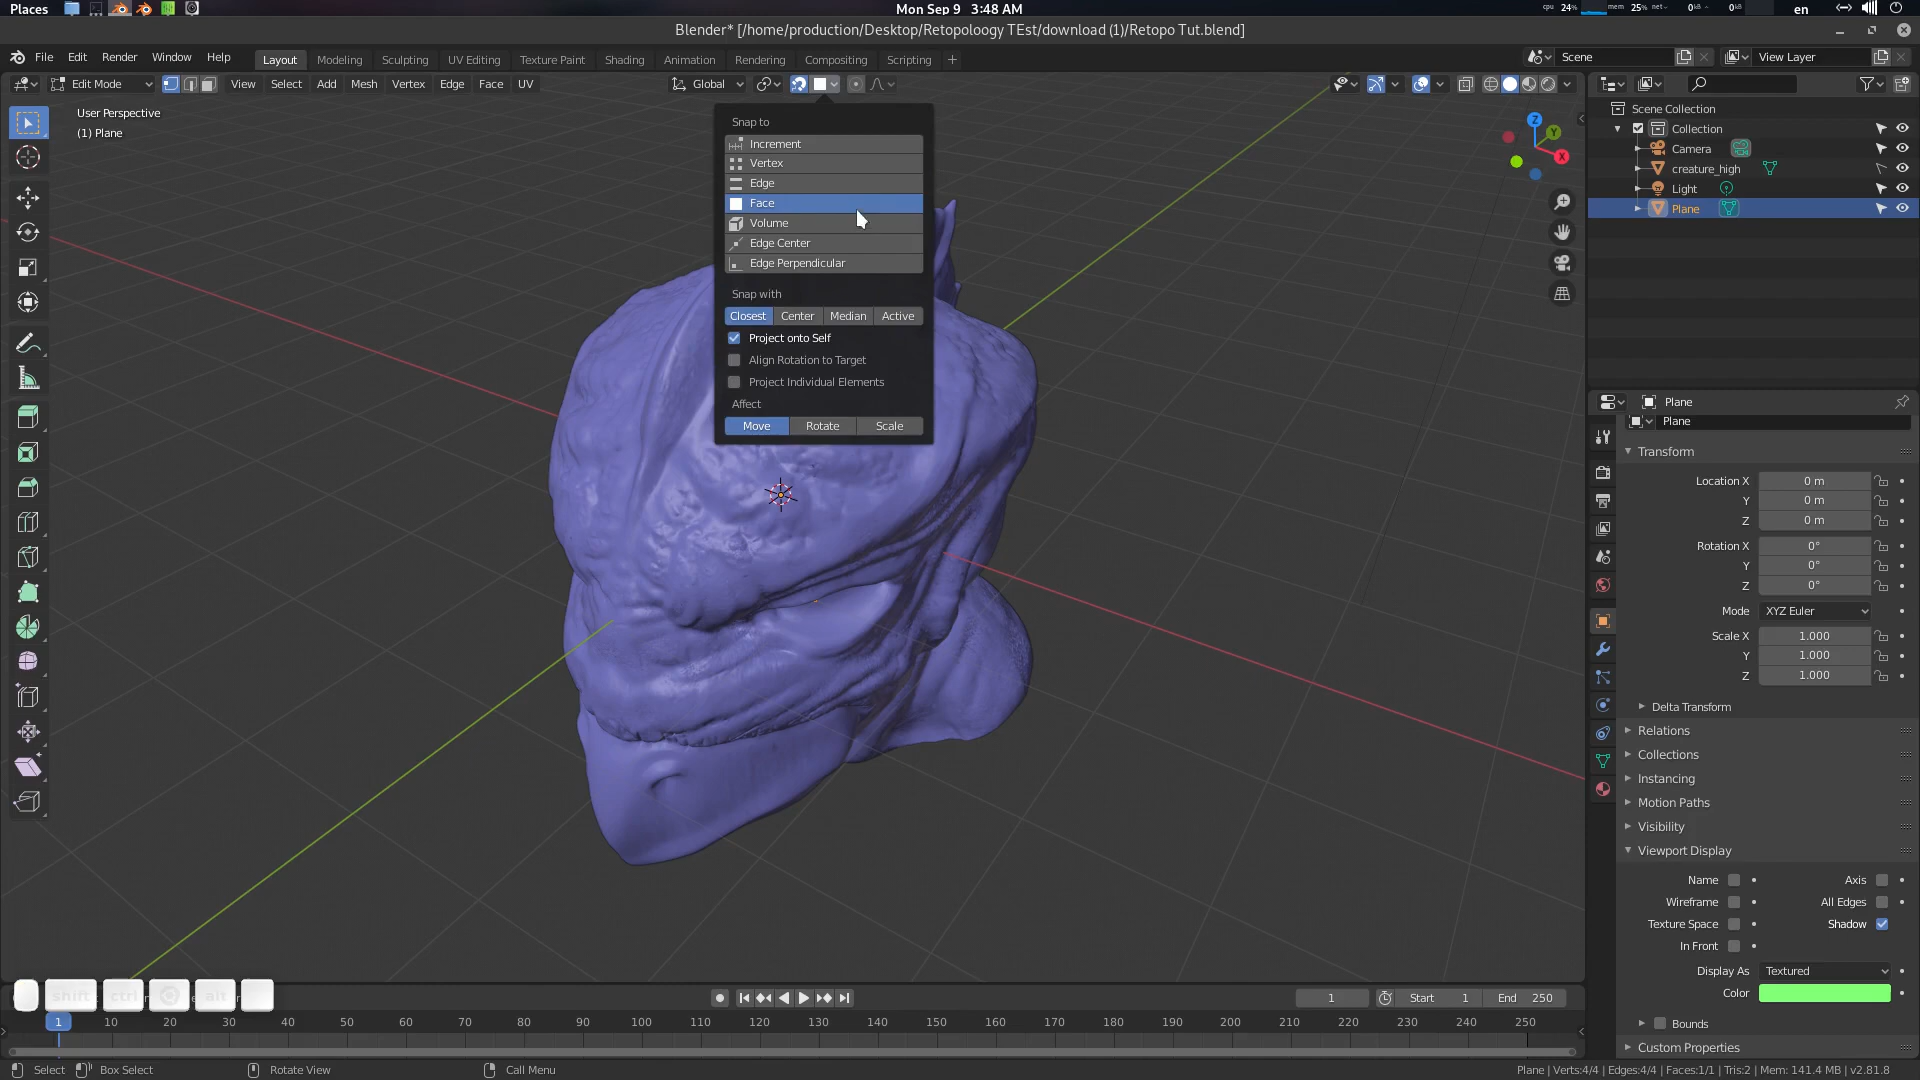 Places
Mon Sep 9 3:48 AM
cpu 24% mem 25% net 0kB 0kB en
Blender* [/home/production/Desktop/Retopoloogy TEst/download (1)/Retopo Tut.blend]
File Edit Render Window Help Layout Modeling Sculpting UV Editing Texture Paint Shading Animation Rendering Compositing Scripting +
Scene View Layer
Edit Mode View Select Add Mesh Vertex Edge Face UV Global
User Perspective
(1) Plane
Snap to
Increment
Vertex
Edge
Face
Volume
Edge Center
Edge Perpendicular
Snap with
Closest Center Median Active
Project onto Self
Align Rotation to Target
Project Individual Elements
Affect
Move Rotate Scale
Z
Y
X
Scene Collection
Collection
Camera
creature_high
Light
Plane
Plane
Plane
Transform
Location X 0 m
Y 0 m
Z 0 m
Rotation X 0°
Y 0°
Z 0°
Mode XYZ Euler
Scale X 1.000
Y 1.000
Z 1.000
Delta Transform
Relations
Collections
Instancing
Motion Paths
Visibility
Viewport Display
Name Axis
Wireframe All Edges
Texture Space Shadow
In Front
Display As Textured
Color
Bounds
Custom Properties
shift ctrl alt
1 Start 1 End 250
1 10 20 30 40 50 60 70 80 90 100 110 120 130 140 150 160 170 180 190 200 210 220 230 240 250
Select Box Select Rotate View Call Menu
Plane | Verts:4/4 | Edges:4/4 | Faces:1/1 | Tris:2 | Mem: 141.4 MB | v2.81.8